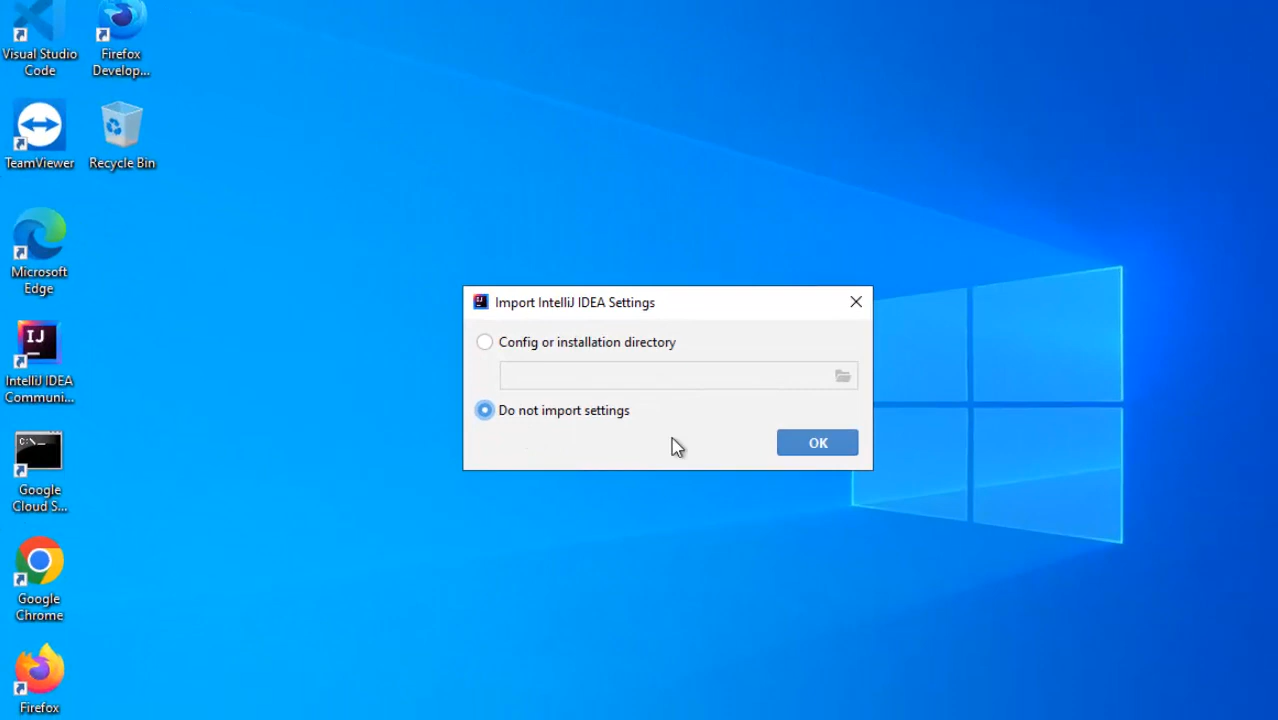 Visual Studio
Code
Firefox
Develop...
TeamViewer
Recycle Bin
Microsoft
Edge
IJ
IntelliJ IDEA
Communi...
C:\_
Google
Cloud S...
Google
Chrome
Firefox
IJ
Import IntelliJ IDEA Settings
Config or installation directory
Do not import settings
OK